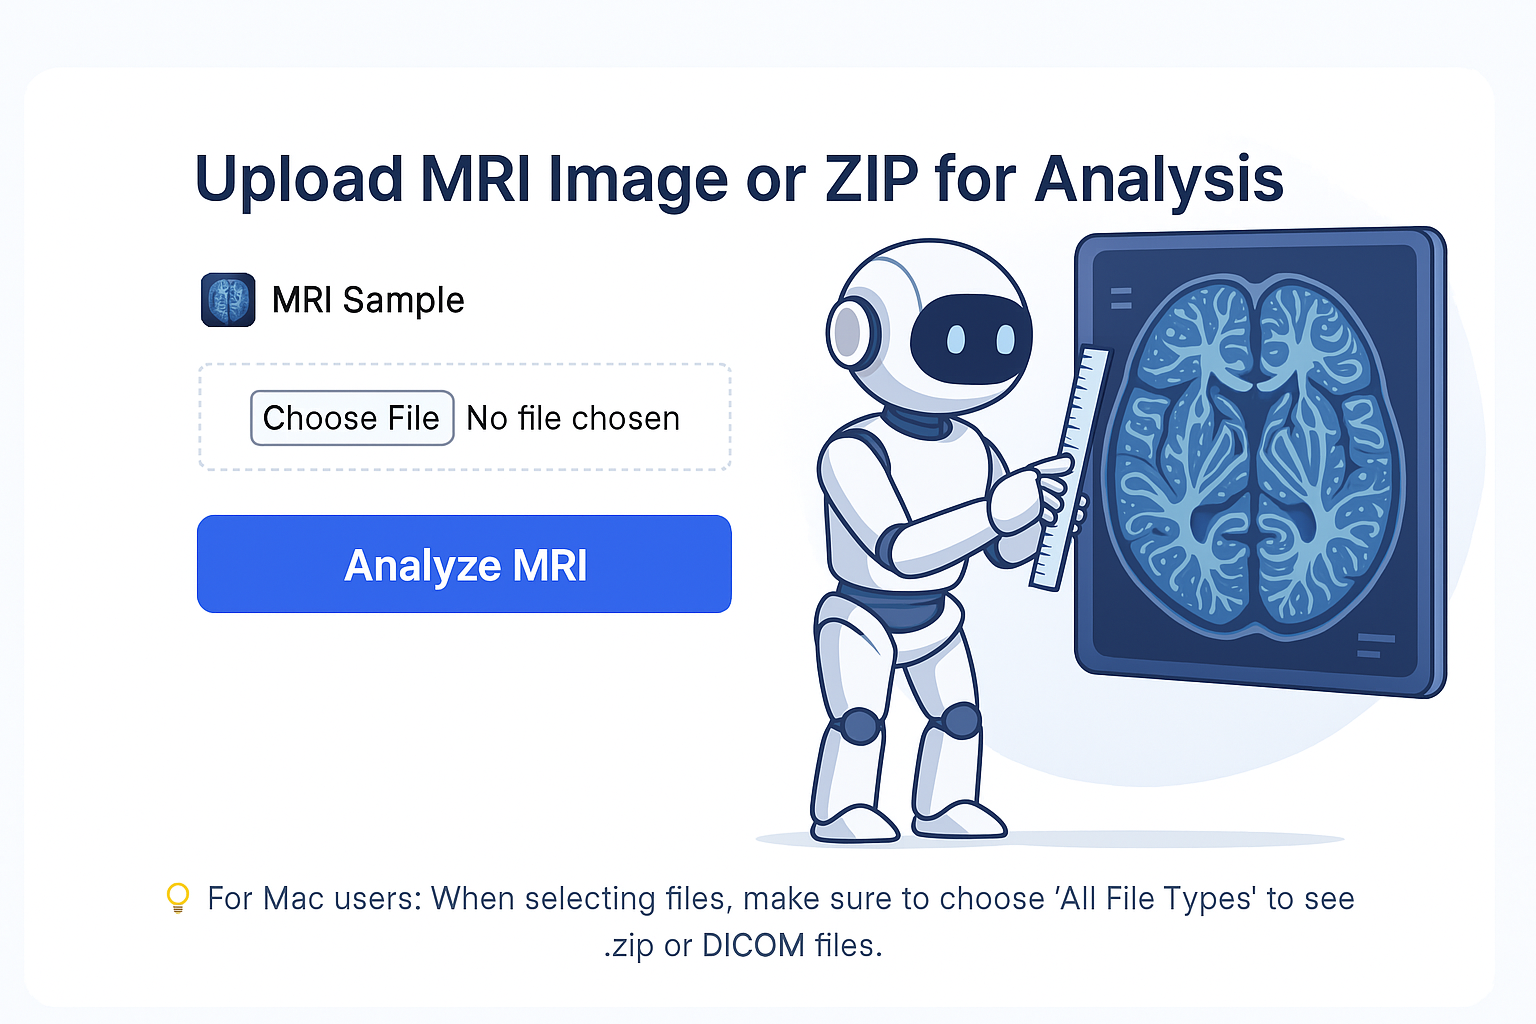 Upload MRI Image or ZIP for Analysis
MRI Sample
Choose File No file chosen
Analyze MRI
For Mac users: When selecting files, make sure to choose ‘All File Types' to see
.zip or DICOM files.